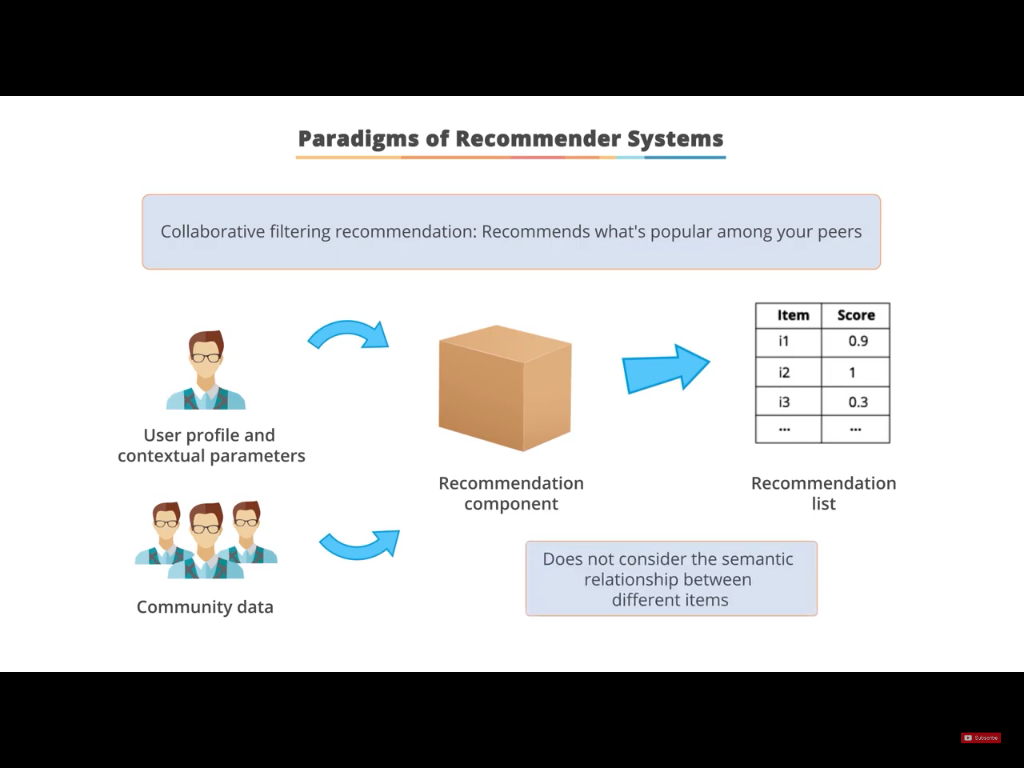 Paradigms of Recommender Systems
Collaborative filtering recommendation: Recommends what's popular among your peers
User profile and
contextual parameters
Community data
Recommendation
component
Item Score
i1 0.9
i2 1
i3 0.3
... ...
Recommendation
list
Does not consider the semantic
relationship between
different items
Subscribe